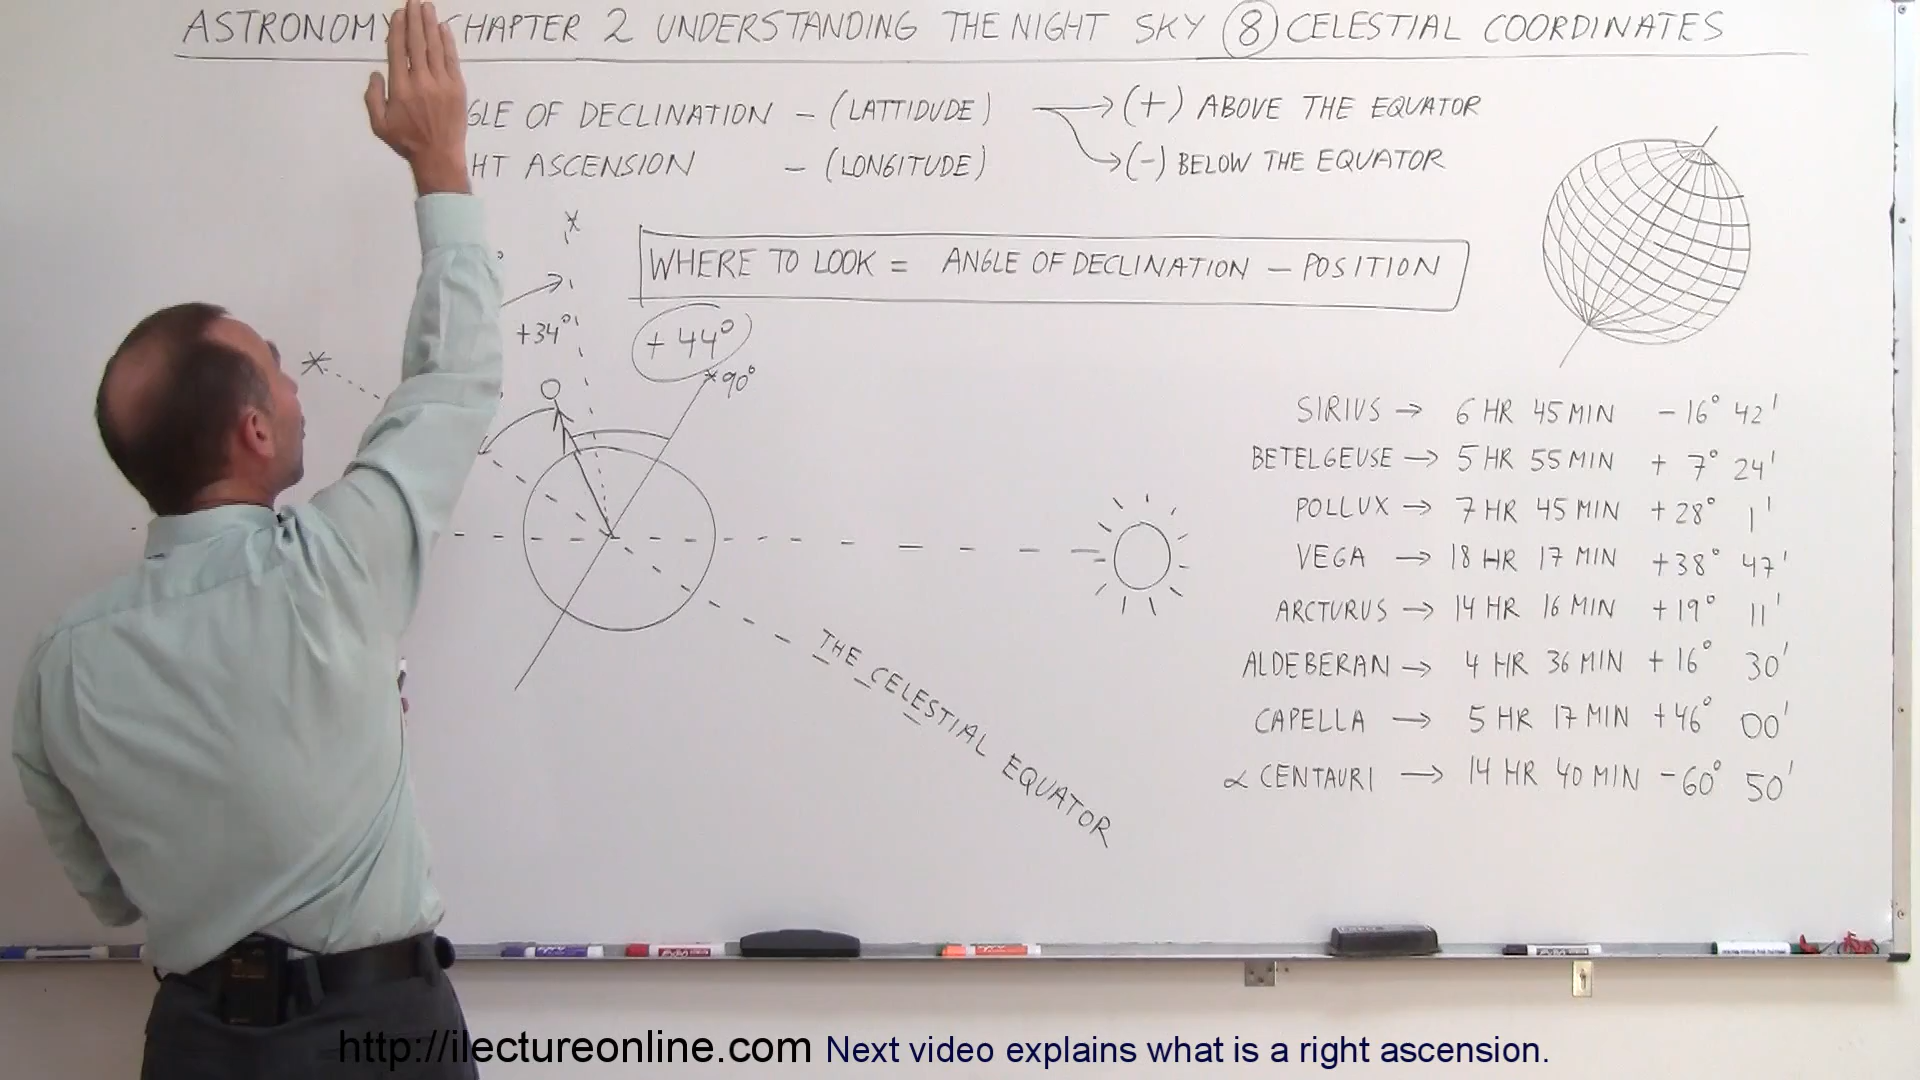 ASTRONOMY CHAPTER 2 UNDERSTANDING THE NIGHT SKY 8 CELESTIAL COORDINATES
GLE OF DECLINATION - (LATTIDUDE) → (+) ABOVE THE EQUATOR
HT ASCENSION - (LONGITUDE) → (-) BELOW THE EQUATOR
WHERE TO LOOK = ANGLE OF DECLINATION - POSITION
+34°
+44°
90°
SIRIUS → 6 HR 45 MIN -16° 42'
BETELGEUSE → 5 HR 55 MIN + 7° 24'
POLLUX → 7 HR 45 MIN +28° 1'
VEGA → 18 HR 17 MIN +38° 47'
ARCTURUS → 14 HR 16 MIN +19° 11'
ALDEBERAN → 4 HR 36 MIN +16° 30'
CAPELLA → 5 HR 17 MIN +46° 00'
α CENTAURI → 14 HR 40 MIN -60° 50'
THE CELESTIAL EQUATOR
http://ilectureonline.com Next video explains what is a right ascension.